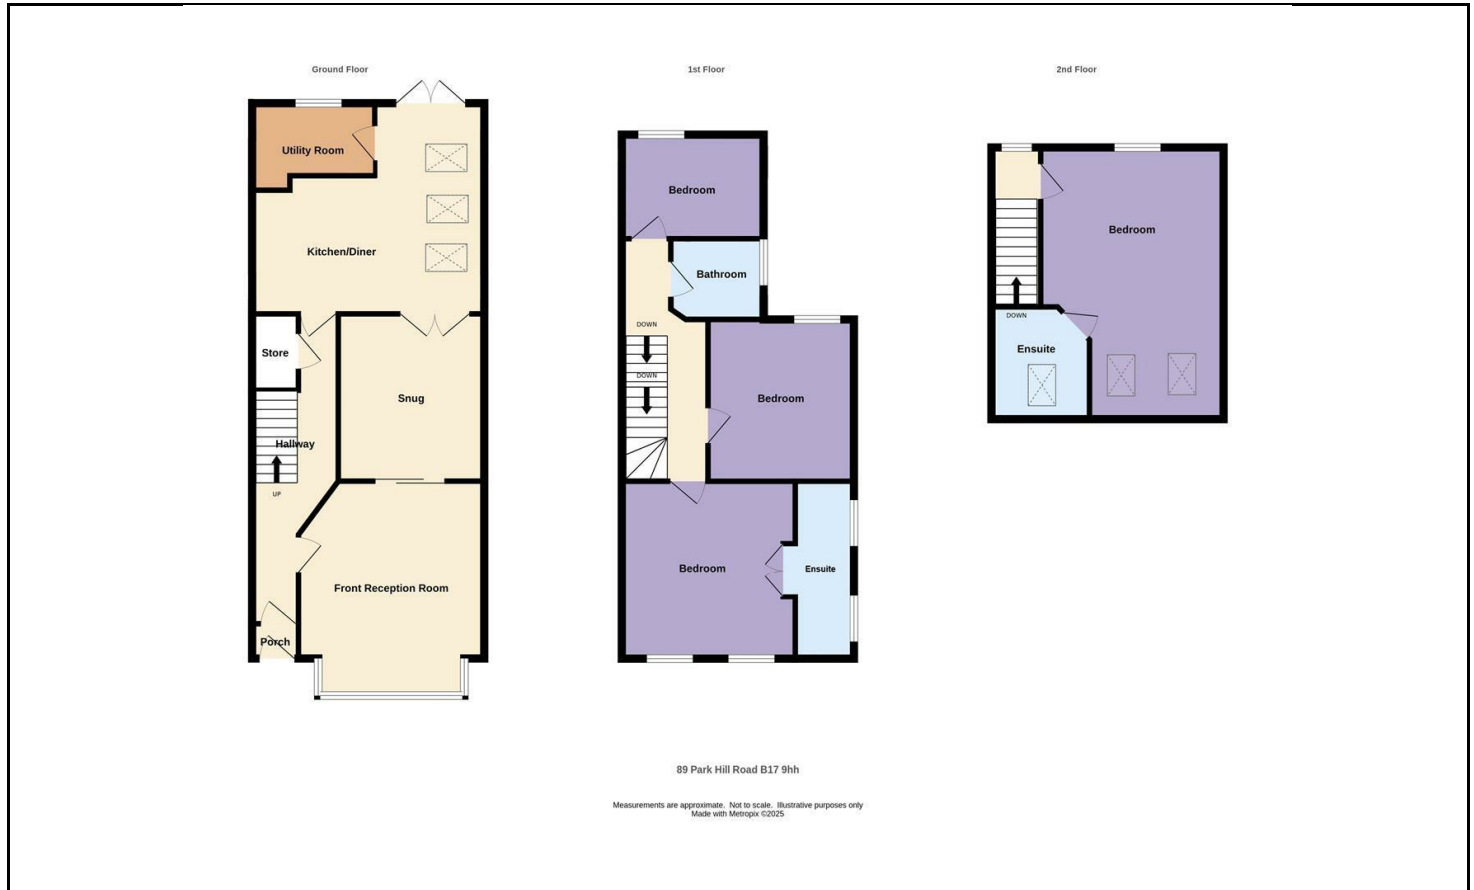 Ground Floor
Utility Room
Kitchen/Diner
Store
Snug
Hallway
UP
Front Reception Room
Porch
1st Floor
Bedroom
Bathroom
DOWN
DOWN
Bedroom
Bedroom
Ensuite
2nd Floor
Bedroom
DOWN
Ensuite
89 Park Hill Road B17 9hh
Measurements are approximate. Not to scale. Illustrative purposes only
Made with Metropix ©2025